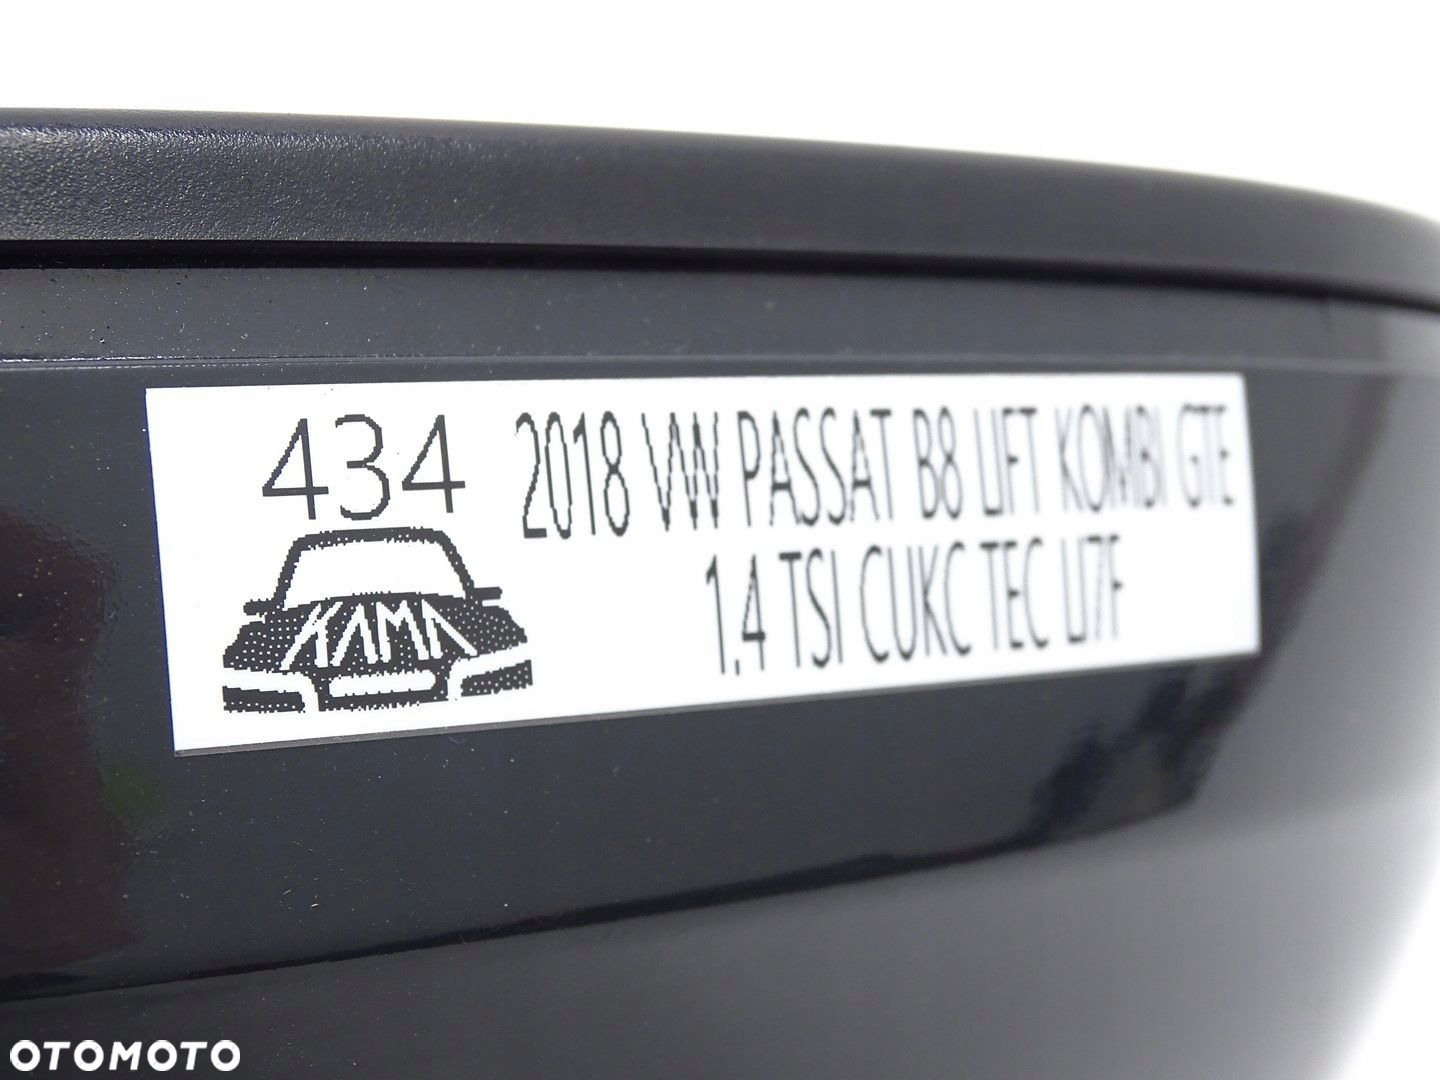 434 2018 VW PASSAT B8 LIFT KOMBI GTE
1.4 TSI CUKC TEC LI7F
KAMA
OTOMOTO